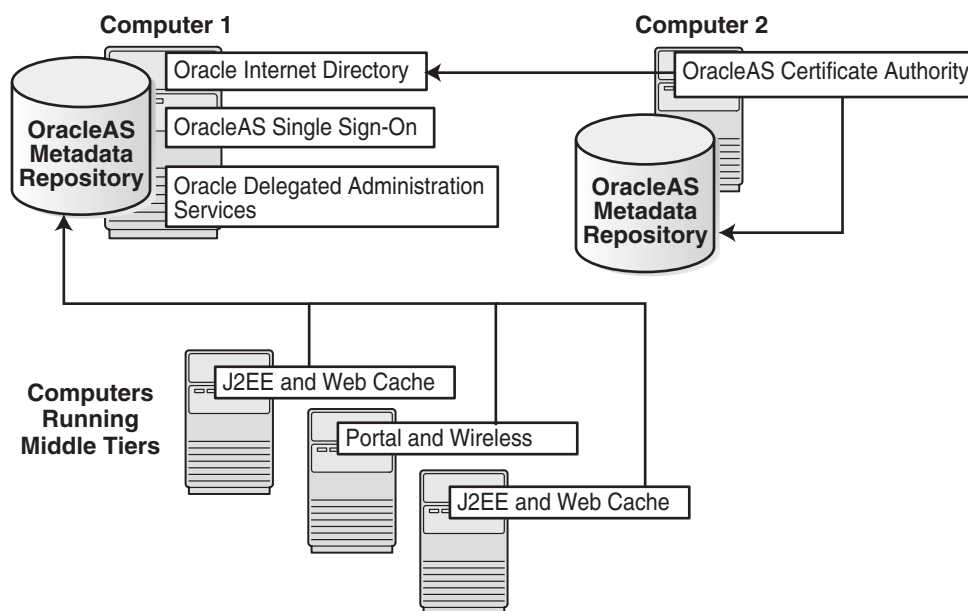 Computer 1
Computer 2
Oracle Internet Directory
OracleAS Certificate Authority
OracleAS Single Sign-On
OracleAS
Metadata
Repository
Oracle Delegated Administration
Services
OracleAS
Metadata
Repository
Computers
Running
Middle Tiers
J2EE and Web Cache
Portal and Wireless
J2EE and Web Cache